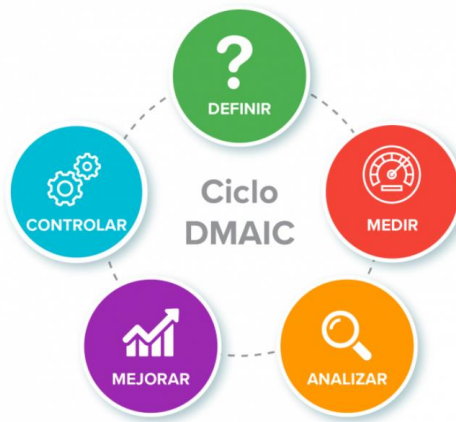 DEFINIR
MEDIR
ANALIZAR
MEJORAR
CONTROLAR
Ciclo
DMAIC